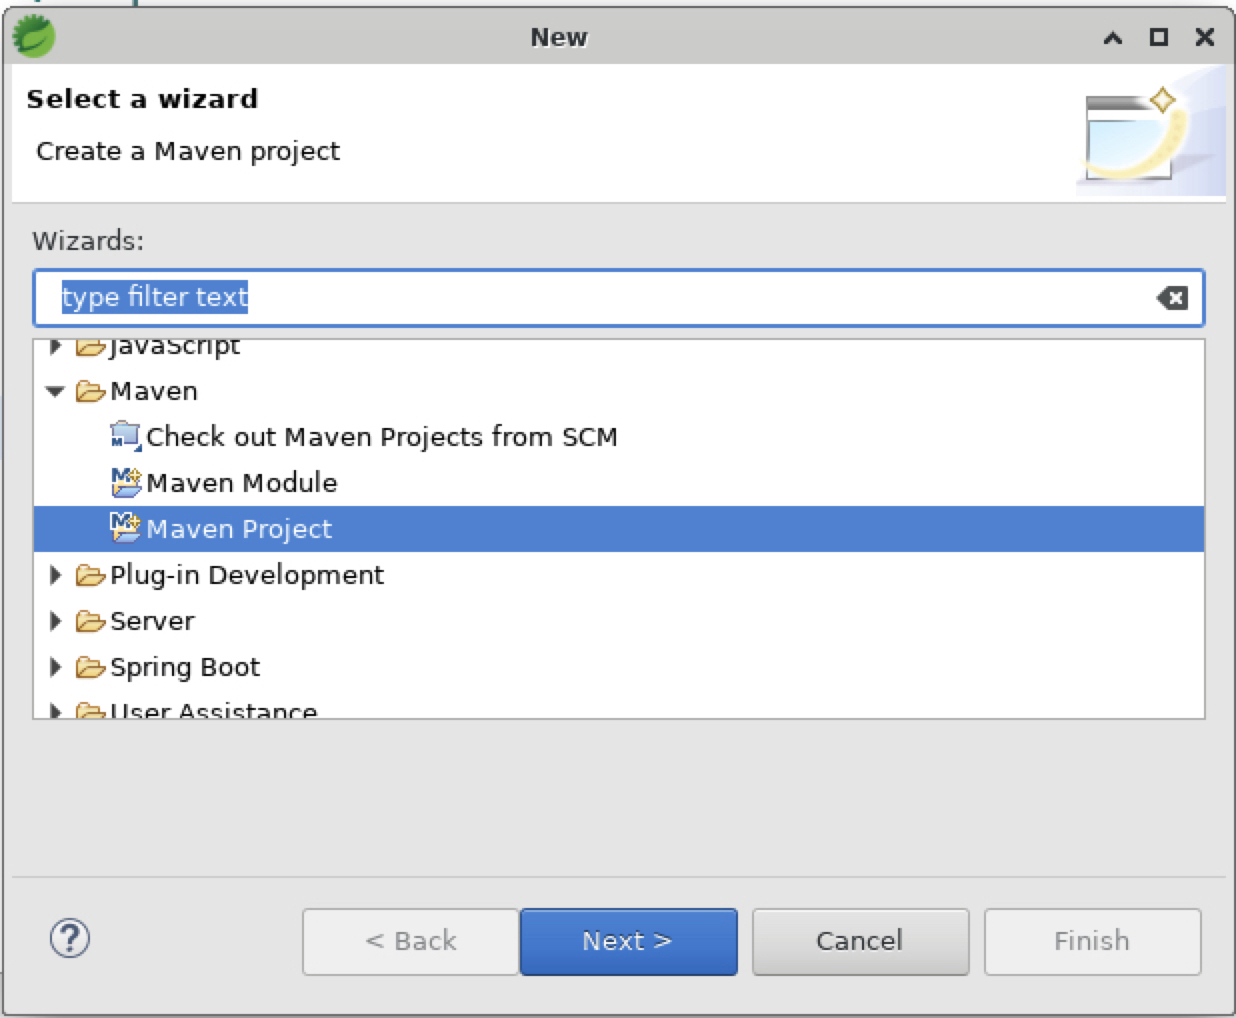 New
Select a wizard
Create a Maven project
Wizards:
type filter text
JavaScript
Maven
Check out Maven Projects from SCM
Maven Module
Maven Project
Plug-in Development
Server
Spring Boot
User Assistance
< Back
Next >
Cancel
Finish